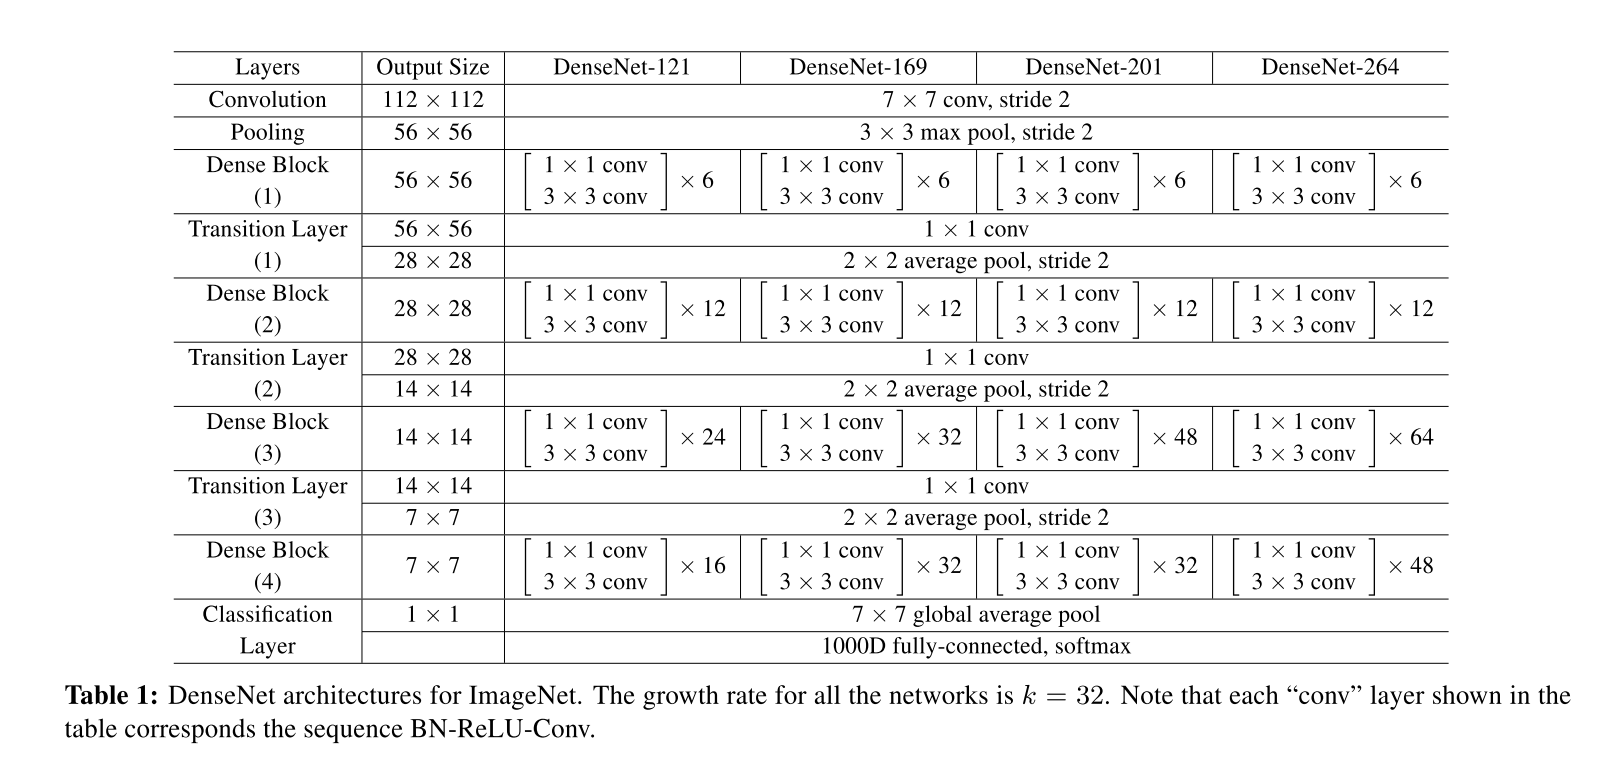 Layers Output Size DenseNet-121 DenseNet-169 DenseNet-201 DenseNet-264
Convolution 112 × 112 7 × 7 conv, stride 2
Pooling 56 × 56 3 × 3 max pool, stride 2
Dense Block (1) 56 × 56 [ 1 × 1 conv 3 × 3 conv ] × 6 [ 1 × 1 conv 3 × 3 conv ] × 6 [ 1 × 1 conv 3 × 3 conv ] × 6 [ 1 × 1 conv 3 × 3 conv ] × 6
Transition Layer 56 × 56 1 × 1 conv
(1) 28 × 28 2 × 2 average pool, stride 2
Dense Block (2) 28 × 28 [ 1 × 1 conv 3 × 3 conv ] × 12 [ 1 × 1 conv 3 × 3 conv ] × 12 [ 1 × 1 conv 3 × 3 conv ] × 12 [ 1 × 1 conv 3 × 3 conv ] × 12
Transition Layer 28 × 28 1 × 1 conv
(2) 14 × 14 2 × 2 average pool, stride 2
Dense Block (3) 14 × 14 [ 1 × 1 conv 3 × 3 conv ] × 24 [ 1 × 1 conv 3 × 3 conv ] × 32 [ 1 × 1 conv 3 × 3 conv ] × 48 [ 1 × 1 conv 3 × 3 conv ] × 64
Transition Layer 14 × 14 1 × 1 conv
(3) 7 × 7 2 × 2 average pool, stride 2
Dense Block (4) 7 × 7 [ 1 × 1 conv 3 × 3 conv ] × 16 [ 1 × 1 conv 3 × 3 conv ] × 32 [ 1 × 1 conv 3 × 3 conv ] × 32 [ 1 × 1 conv 3 × 3 conv ] × 48
Classification 1 × 1 7 × 7 global average pool
Layer 1000D fully-connected, softmax
Table 1: DenseNet architectures for ImageNet. The growth rate for all the networks is k = 32. Note that each “conv” layer shown in the
table corresponds the sequence BN-ReLU-Conv.